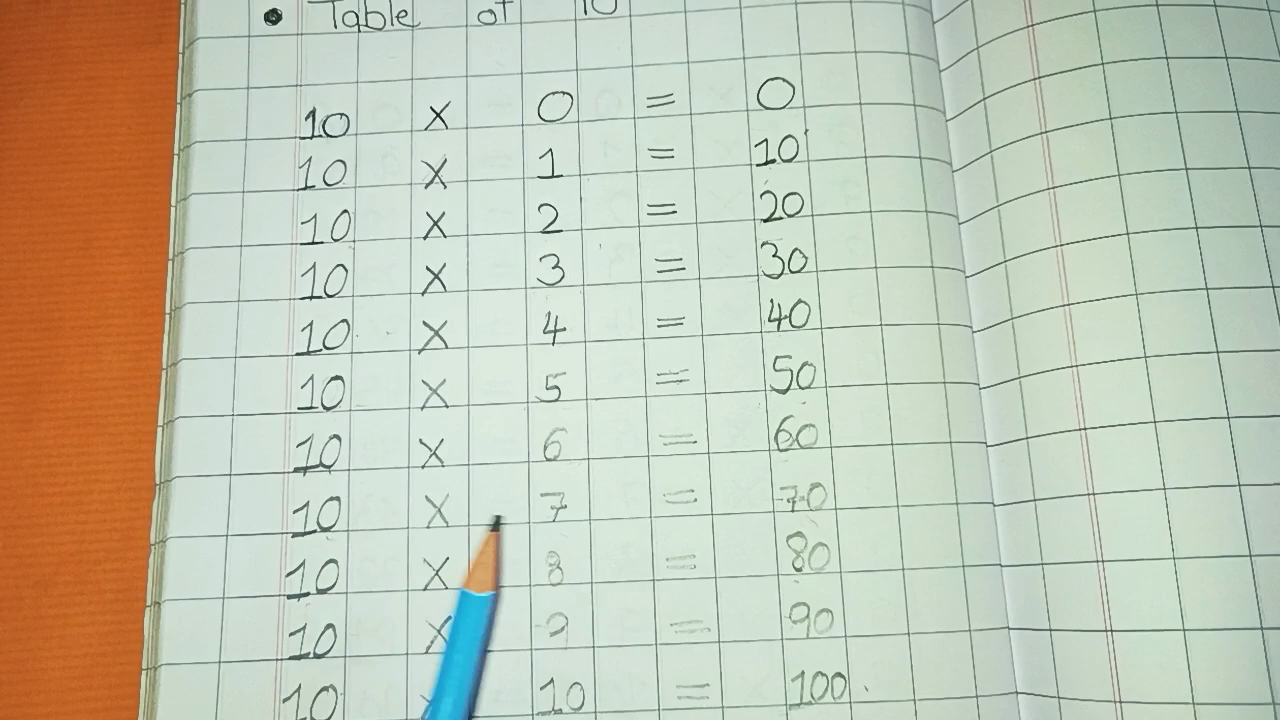 • Table of 10
10 × 0 = 0
10 × 1 = 10
10 × 2 = 20
10 × 3 = 30
10 × 4 = 40
10 × 5 = 50
10 × 6 = 60
10 × 7 = 70
10 × 8 = 80
10 × 9 = 90
10 × 10 = 100